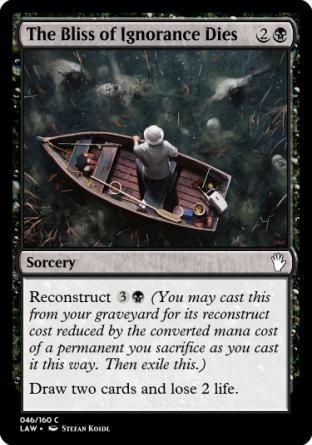 The Bliss of Ignorance Dies 2
Sorcery
Reconstruct 3 (You may cast this
from your graveyard for its reconstruct
cost reduced by the converted mana cost
of a permanent you sacrifice as you cast
it this way. Then exile this.)
Draw two cards and lose 2 life.
046/160 C
LAW • Stefan Koidl